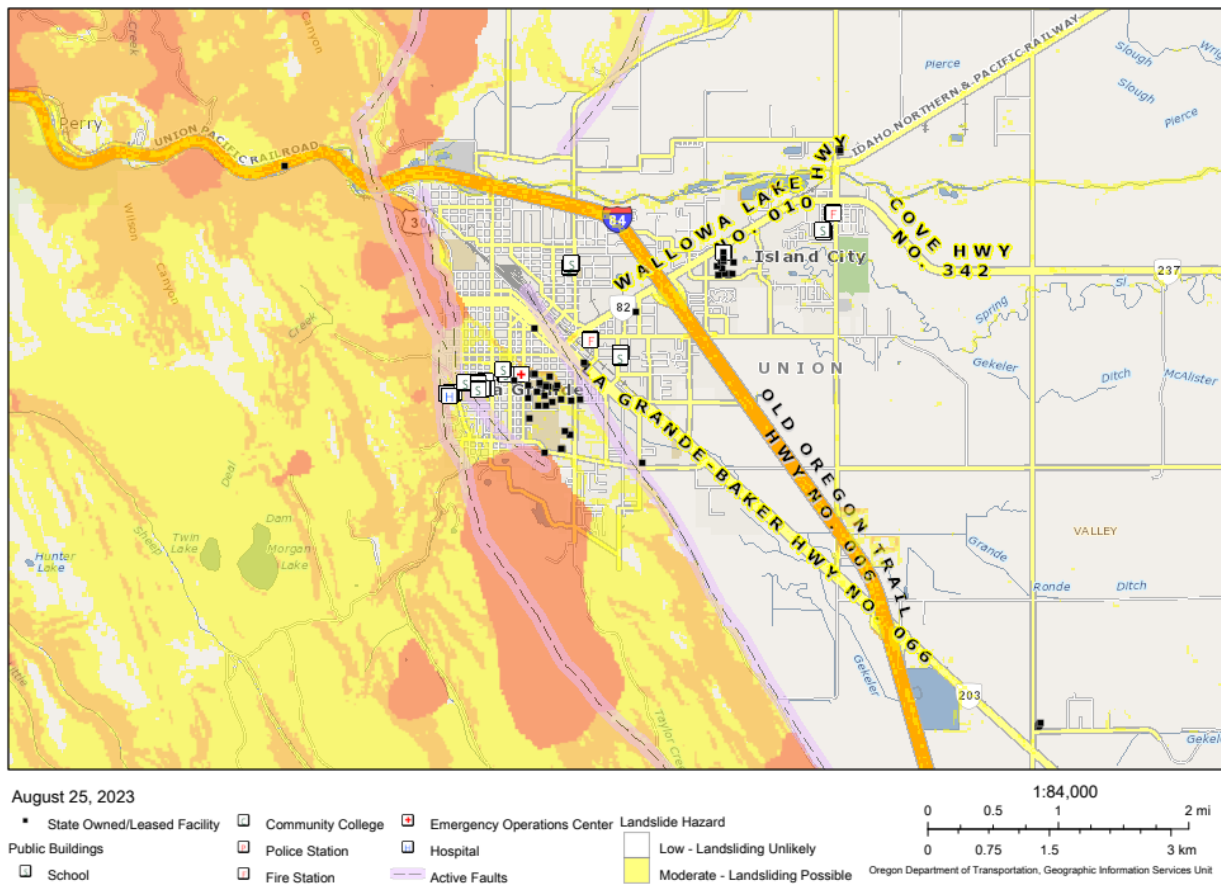 Creek
Canyon
Perry
UNION PACIFIC RAILROAD
Wilson
Canyon
30
84
WALLOWA LAKE HWY
NO. 010
IDAHO NORTHERN & PACIFIC RAILWAY
Pierce
Slough
Slough
Pierce
COVE HWY
NO. 342
237
Island City
F
S
S
82
F
S
UNION
Spring
Sl.
Gekeler
Ditch
McAlister
Creek
S
S
S
H
La Grande
LA GRANDE-BAKER HWY NO. 066
OLD OREGON TRAIL
HWY NO. 006
Deal
Twin
Lake
Dam
Morgan
Lake
Sheep
Hunter
Lake
VALLEY
Grande
Ronde
Ditch
Gekeler
203
Taylor Creek
Little
August 25, 2023
State Owned/Leased Facility
Public Buildings
S
School
Community College
P
Police Station
F
Fire Station
Emergency Operations Center
H
Hospital
Active Faults
Landslide Hazard
Low - Landsliding Unlikely
Moderate - Landsliding Possible
1:84,000
0 0.5 1 2 mi
0 0.75 1.5 3 km
Oregon Department of Transportation, Geographic Information Services Unit